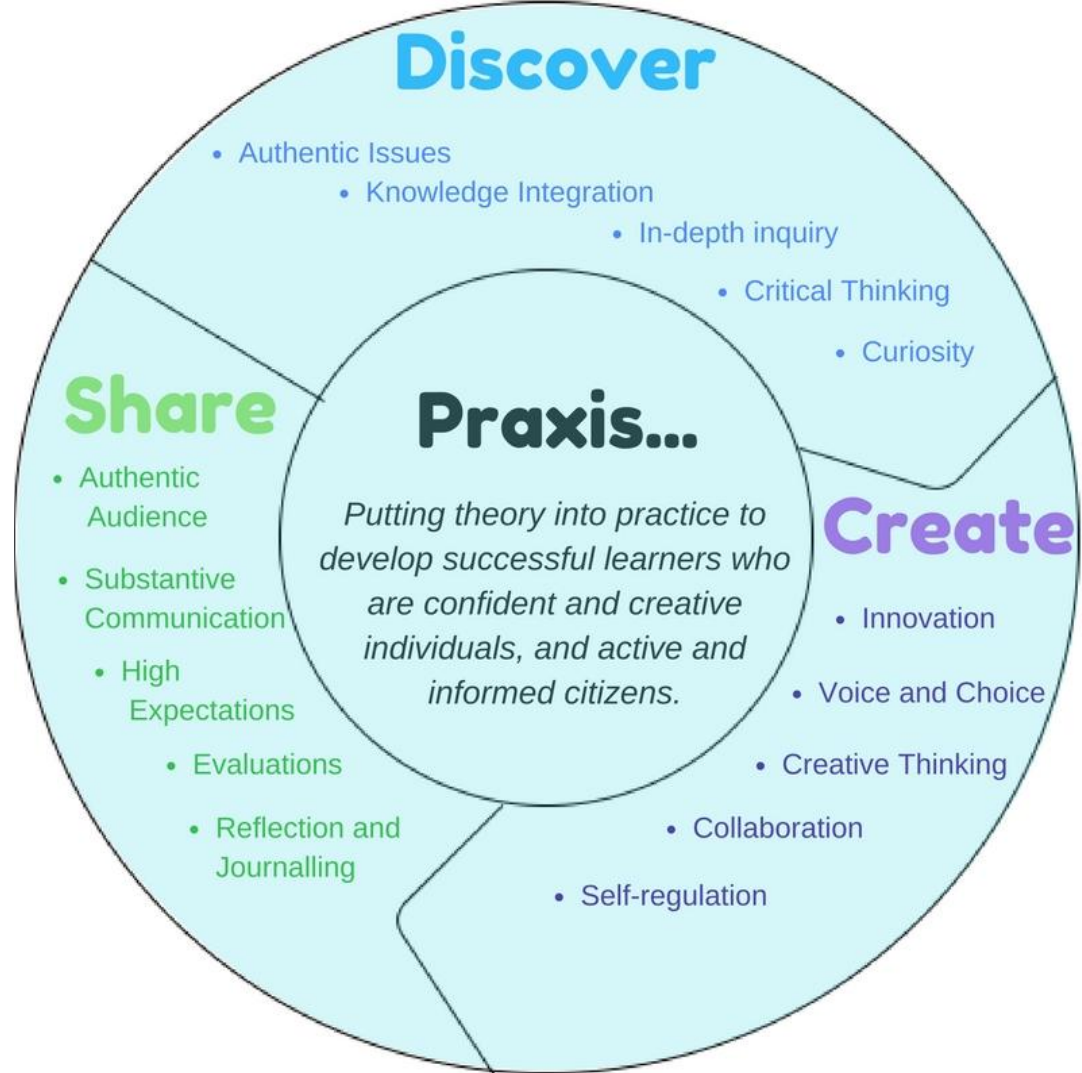 Discover
• Authentic Issues
• Knowledge Integration
• In-depth inquiry
• Critical Thinking
• Curiosity
Share
• Authentic
Audience
• Substantive
Communication
• High
Expectations
• Evaluations
• Reflection and
Journalling
Praxis...
Putting theory into practice to
develop successful learners who
are confident and creative
individuals, and active and
informed citizens.
Create
• Innovation
• Voice and Choice
• Creative Thinking
• Collaboration
• Self-regulation